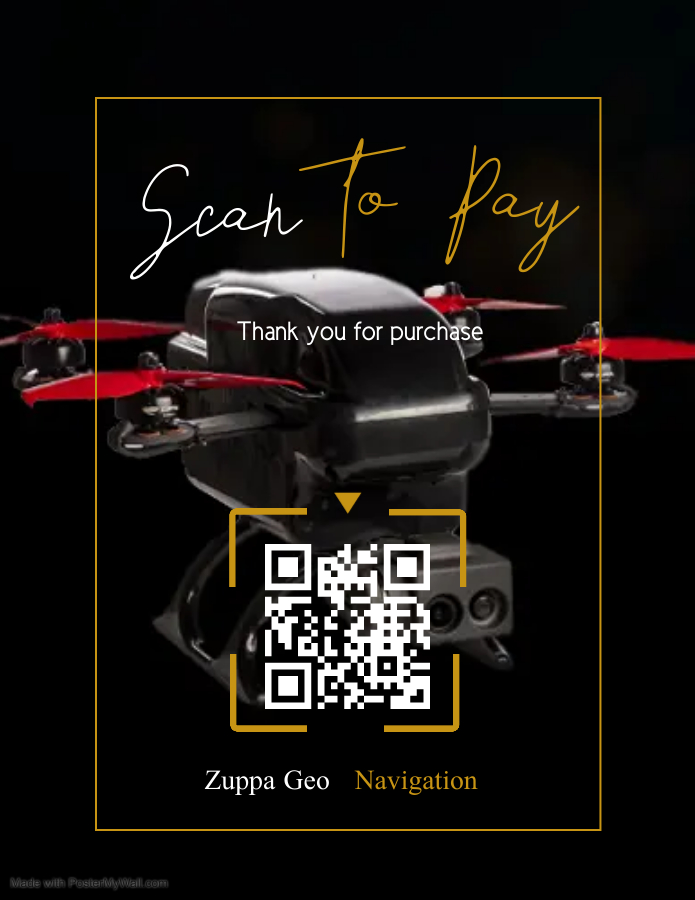 Scan To Pay
Thank you for purchase
Zuppa Geo Navigation
Made with PosterMyWall.com